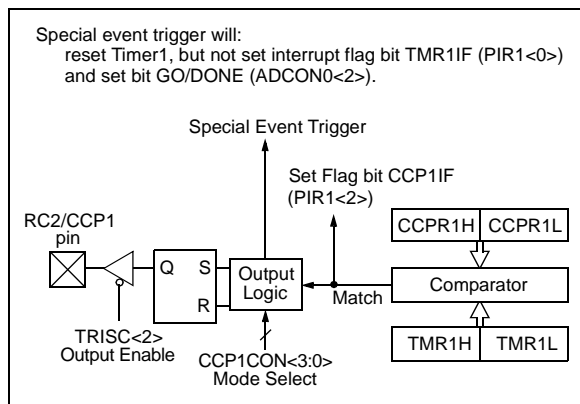 Special event trigger will:
reset Timer1, but not set interrupt flag bit TMR1IF (PIR1<0>)
and set bit GO/DONE (ADCON0<2>).
Special Event Trigger
Set Flag bit CCP1IF
(PIR1<2>)
RC2/CCP1
pin
CCPR1H CCPR1L
Q S
R
Output
Logic
Match
Comparator
TRISC<2>
Output Enable
CCP1CON<3:0>
Mode Select
TMR1H TMR1L